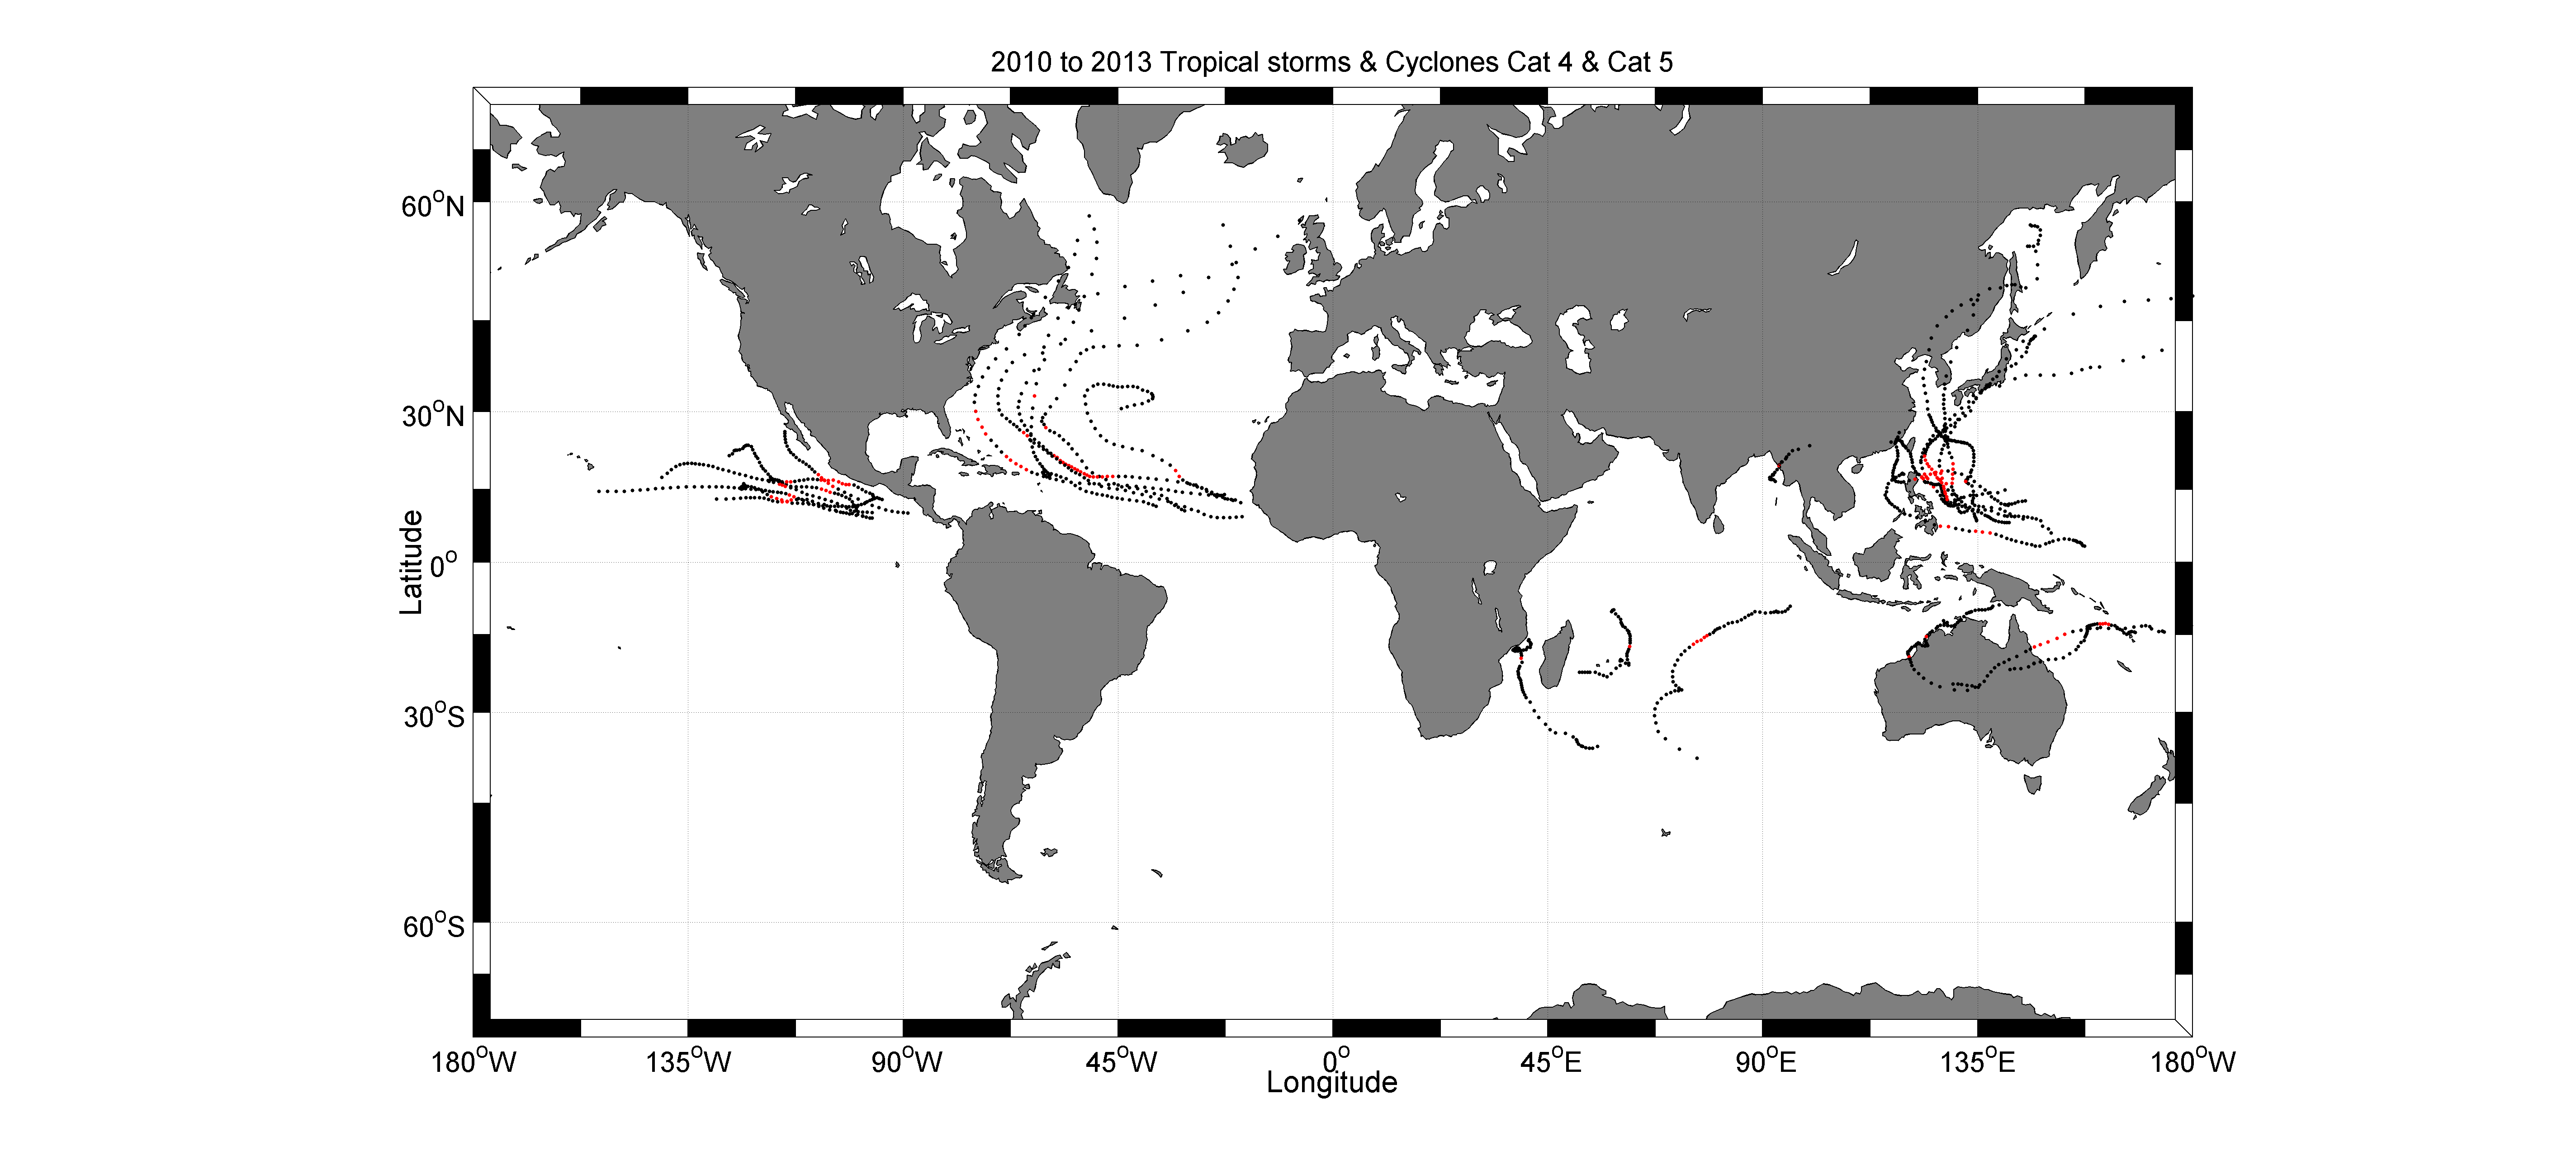 2010 to 2013 Tropical storms & Cyclones Cat 4 & Cat 5
60°N
30°N
Latitude
0°
30°S
60°S
180°W 135°W 90°W 45°W 0° 45°E 90°E 135°E 180°W
Longitude